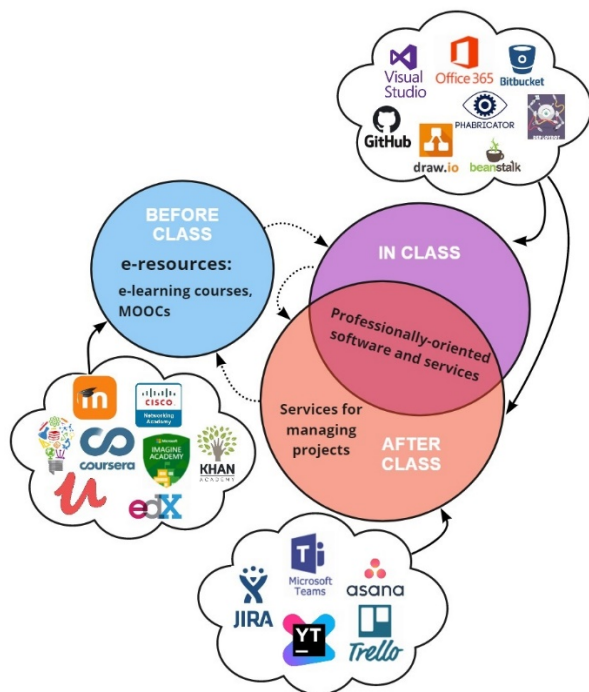 Visual
Studio
Office 365
Bitbucket
GitHub
PHABRICATOR
draw.io
beanstalk
BEFORE
CLASS
e-resources:
e-learning courses,
MOOCs
IN CLASS
Professionally-oriented
software and services
Services for
managing
projects
AFTER
CLASS
CISCO
Networking
Academy
coursera
Microsoft
IMAGINE
ACADEMY
KHAN
ACADEMY
edX
Microsoft
Teams
asana
JIRA
YT
Trello